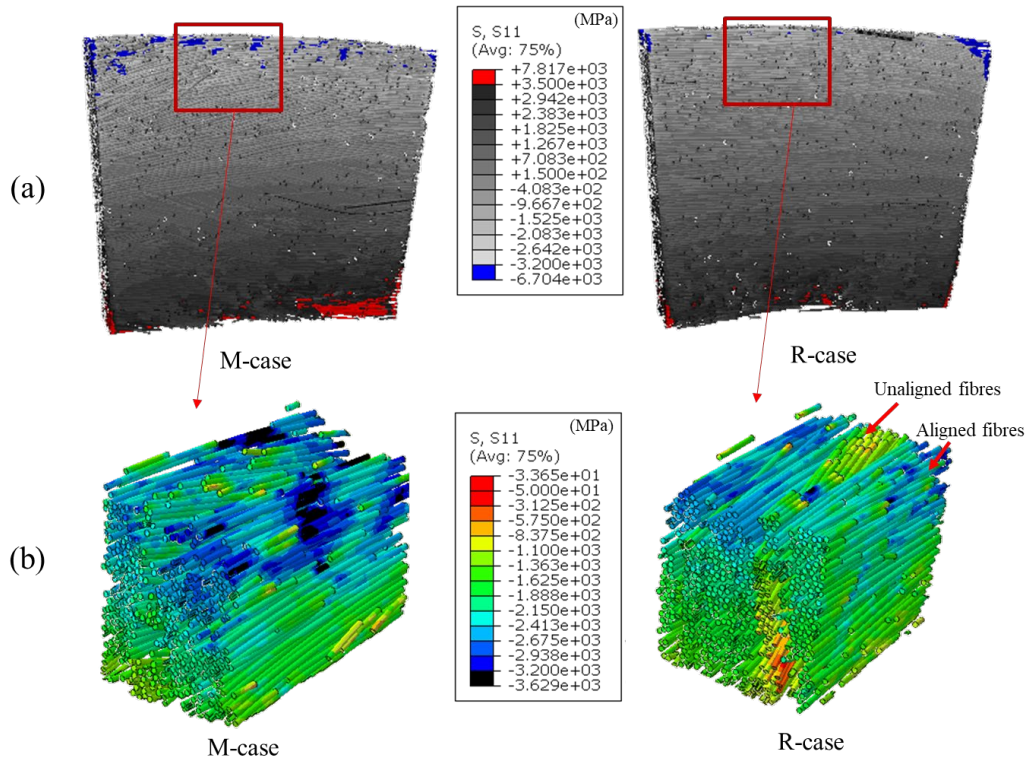 (a)
(MPa)
S, S11
(Avg: 75%)
+7.817e+03
+3.500e+03
+2.942e+03
+2.383e+03
+1.825e+03
+1.267e+03
+7.083e+02
+1.500e+02
-4.083e+02
-9.667e+02
-1.525e+03
-2.083e+03
-2.642e+03
-3.200e+03
-6.704e+03
M-case
R-case
(b)
(MPa)
S, S11
(Avg: 75%)
-3.365e+01
-5.000e+01
-3.125e+02
-5.750e+02
-8.375e+02
-1.100e+03
-1.363e+03
-1.625e+03
-1.888e+03
-2.150e+03
-2.413e+03
-2.675e+03
-2.938e+03
-3.200e+03
-3.629e+03
Unaligned fibres
Aligned fibres
M-case
R-case